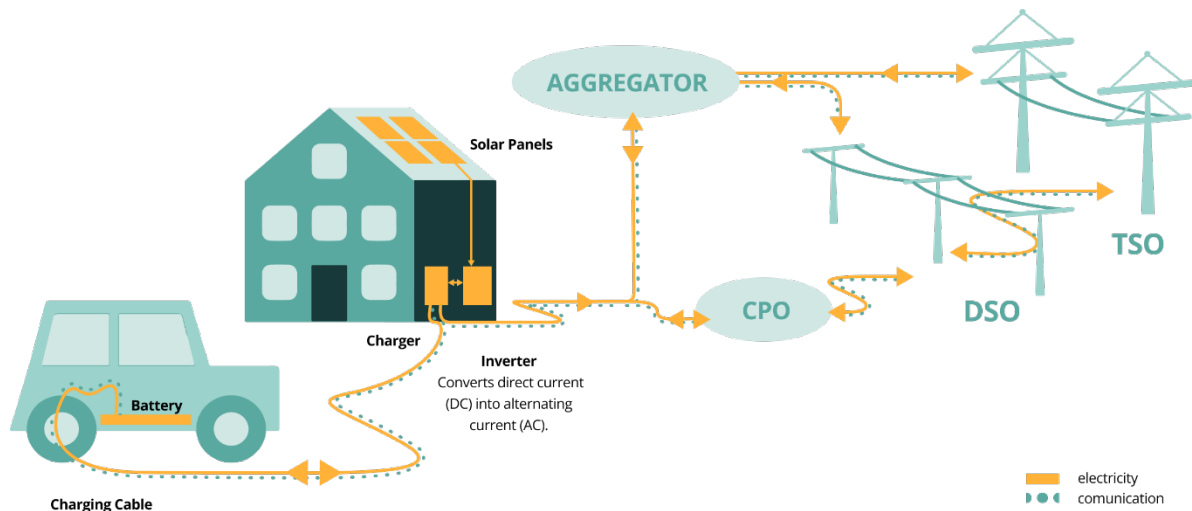 AGGREGATOR
Solar Panels
TSO
CPO
DSO
Charger
Inverter
Converts direct current
(DC) into alternating
current (AC).
Battery
Charging Cable
electricity
comunication